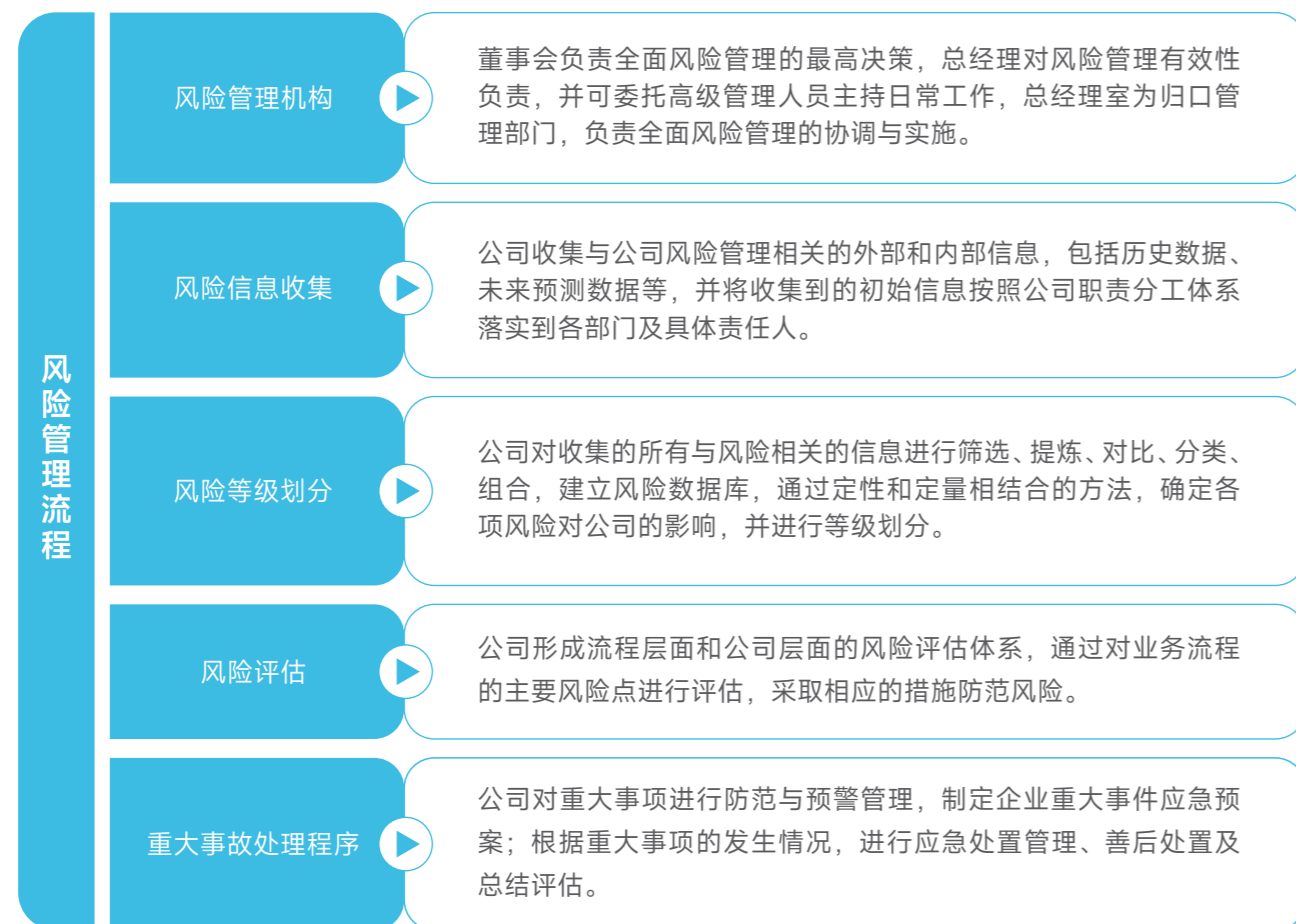 风险管理流程
风险管理机构
董事会负责全面风险管理的最高决策，总经理对风险管理有效性
负责，并可委托高级管理人员主持日常工作，总经理室为归口管
理部门，负责全面风险管理的协调与实施。
风险信息收集
公司收集与公司风险管理相关的外部和内部信息，包括历史数据、
未来预测数据等，并将收集到的初始信息按照公司职责分工体系
落实到各部门及具体责任人。
风险等级划分
公司对收集的所有与风险相关的信息进行筛选、提炼、对比、分类、
组合，建立风险数据库，通过定性和定量相结合的方法，确定各
项风险对公司的影响，并进行等级划分。
风险评估
公司形成流程层面和公司层面的风险评估体系，通过对业务流程
的主要风险点进行评估，采取相应的措施防范风险。
重大事故处理程序
公司对重大事项进行防范与预警管理，制定企业重大事件应急预
案；根据重大事项的发生情况，进行应急处置管理、善后处置及
总结评估。